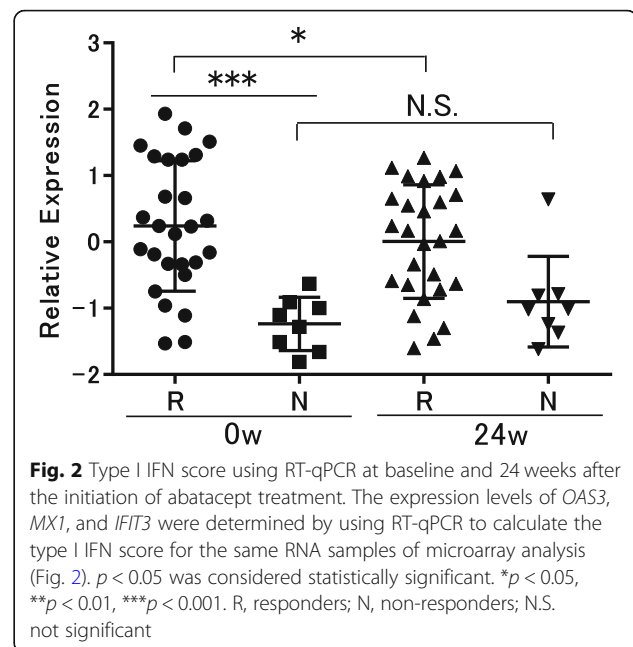 3
2
1
0
−1
−2
Relative Expression
*
***
N.S.
R N R N
0w 24w
Fig. 2 Type I IFN score using RT-qPCR at baseline and 24 weeks after
the initiation of abatacept treatment. The expression levels of OAS3,
MX1, and IFIT3 were determined by using RT-qPCR to calculate the
type I IFN score for the same RNA samples of microarray analysis
(Fig. 2). p < 0.05 was considered statistically significant. *p < 0.05,
**p < 0.01, ***p < 0.001. R, responders; N, non-responders; N.S.
not significant